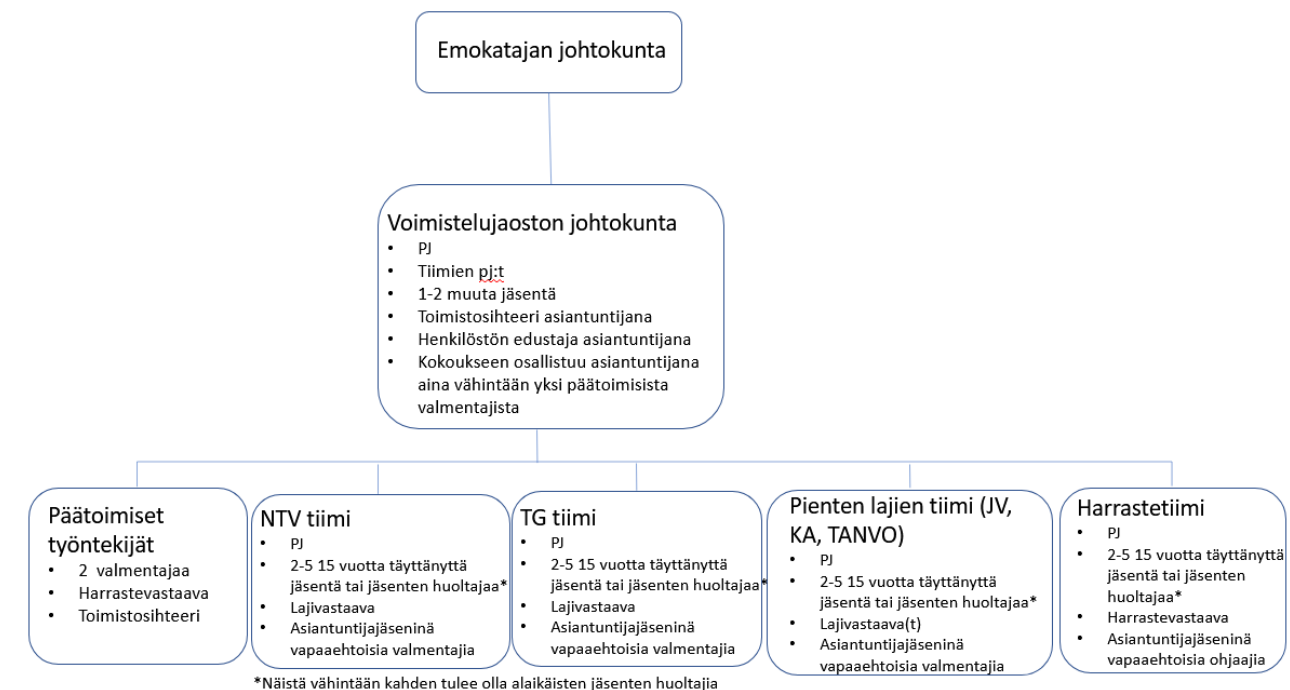 Emokatajan johtokunta
Voimistelujaoston johtokunta
• PJ
• Tiimien pj:t
• 1-2 muuta jäsentä
• Toimistosihteeri asiantuntijana
• Henkilöstön edustaja asiantuntijana
• Kokoukseen osallistuu asiantuntijana
aina vähintään yksi päätoimisista
valmentajista
Päätoimiset
työntekijät
• 2 valmentajaa
• Harrastevastaava
• Toimistosihteeri
NTV tiimi
• PJ
• 2-5 15 vuotta täyttänyttä
jäsentä tai jäsenten huoltajaa*
• Lajivastaava
• Asiantuntijajäseninä
vapaaehtoisia valmentajia
TG tiimi
• PJ
• 2-5 15 vuotta täyttänyttä
jäsentä tai jäsenten huoltajaa*
• Lajivastaava
• Asiantuntijajäseninä
vapaaehtoisia valmentajia
Pienten lajien tiimi (JV,
KA, TANVO)
• PJ
• 2-5 15 vuotta täyttänyttä
jäsentä tai jäsenten huoltajaa*
• Lajivastaava(t)
• Asiantuntijajäseninä
vapaaehtoisia valmentajia
Harrastetiimi
• PJ
• 2-5 15 vuotta täyttänyttä
jäsentä tai jäsenten
huoltajaa*
• Harrastevastaava
• Asiantuntijajäseninä
vapaaehtoisia ohjaajia
*Näistä vähintään kahden tulee olla alaikäisten jäsenten huoltajia